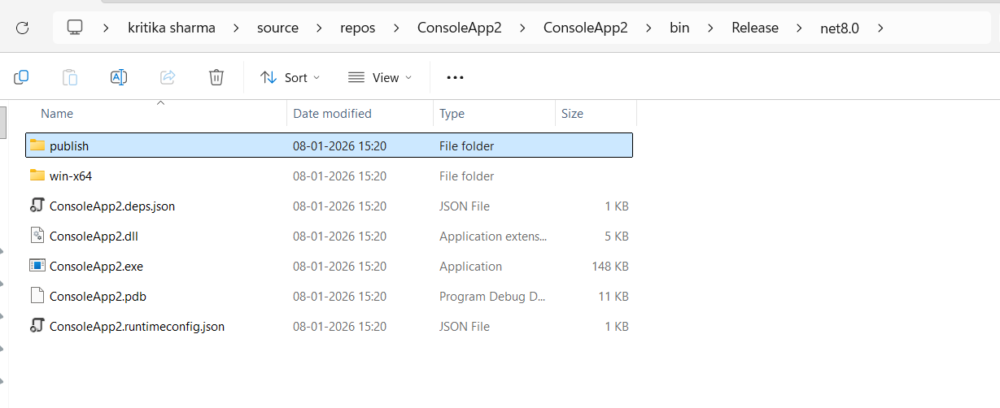 kritika sharma > source > repos > ConsoleApp2 > ConsoleApp2 > bin > Release > net8.0 >
Sort View ...
Name Date modified Type Size
publish 08-01-2026 15:20 File folder
win-x64 08-01-2026 15:20 File folder
ConsoleApp2.deps.json 08-01-2026 15:20 JSON File 1 KB
ConsoleApp2.dll 08-01-2026 15:20 Application extens... 5 KB
ConsoleApp2.exe 08-01-2026 15:20 Application 148 KB
ConsoleApp2.pdb 08-01-2026 15:20 Program Debug D... 11 KB
ConsoleApp2.runtimeconfig.json 08-01-2026 15:20 JSON File 1 KB